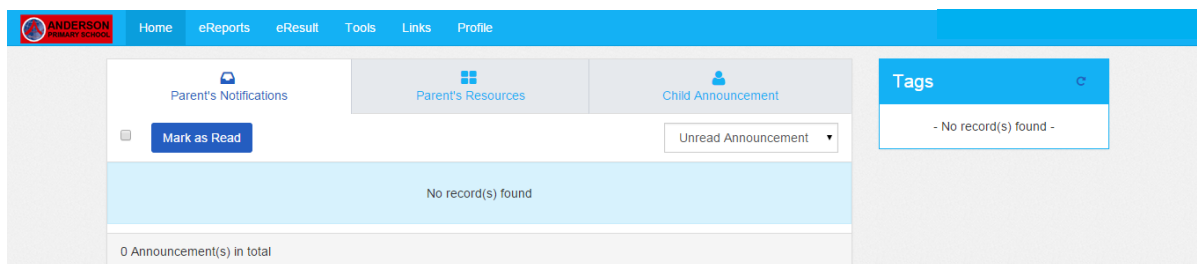 ANDERSON
PRIMARY SCHOOL
Home eReports eResult Tools Links Profile
Parent's Notifications Parent's Resources Child Announcement
Tags
Mark as Read Unread Announcement
- No record(s) found -
No record(s) found
0 Announcement(s) in total